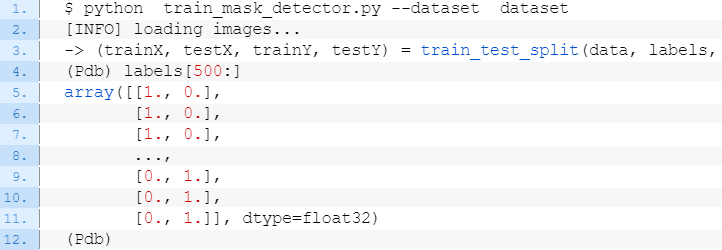 1. $ python  train_mask_detector.py --dataset  dataset
2. [INFO] loading images...
3. -> (trainX, testX, trainY, testY) = train_test_split(data, labels,
4. (Pdb) labels[500:]
5. array([[1., 0.],
6. [1., 0.],
7. [1., 0.],
8. ...,
9. [0., 1.],
10. [0., 1.],
11. [0., 1.]], dtype=float32)
12. (Pdb)